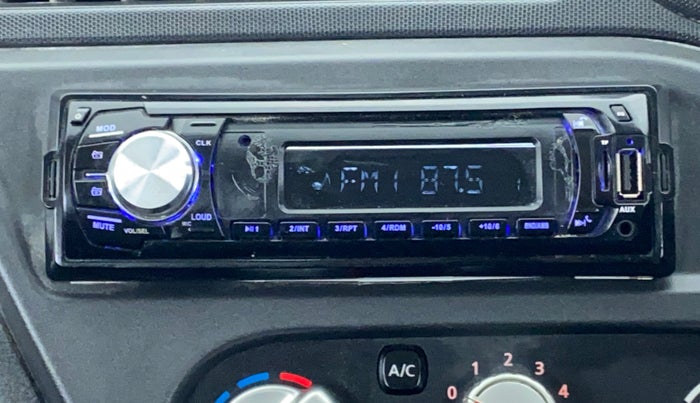 MOD
CLK
FM1 87.5
LOUD
MIC
MUTE
VOL/SEL
1
2/INT
3/RPT
4/RDM
-10/5
+10/6
BND/AMS
AUX
A/C
0 1 2 3 4